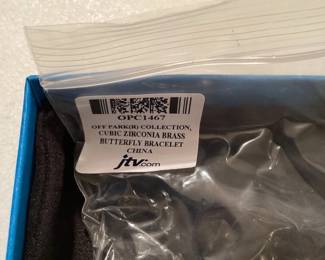 OPC1467
OFF PARK(R) COLLECTION,
CUBIC ZIRCONIA BRASS
BUTTERFLY BRACELET
CHINA
jtv.com